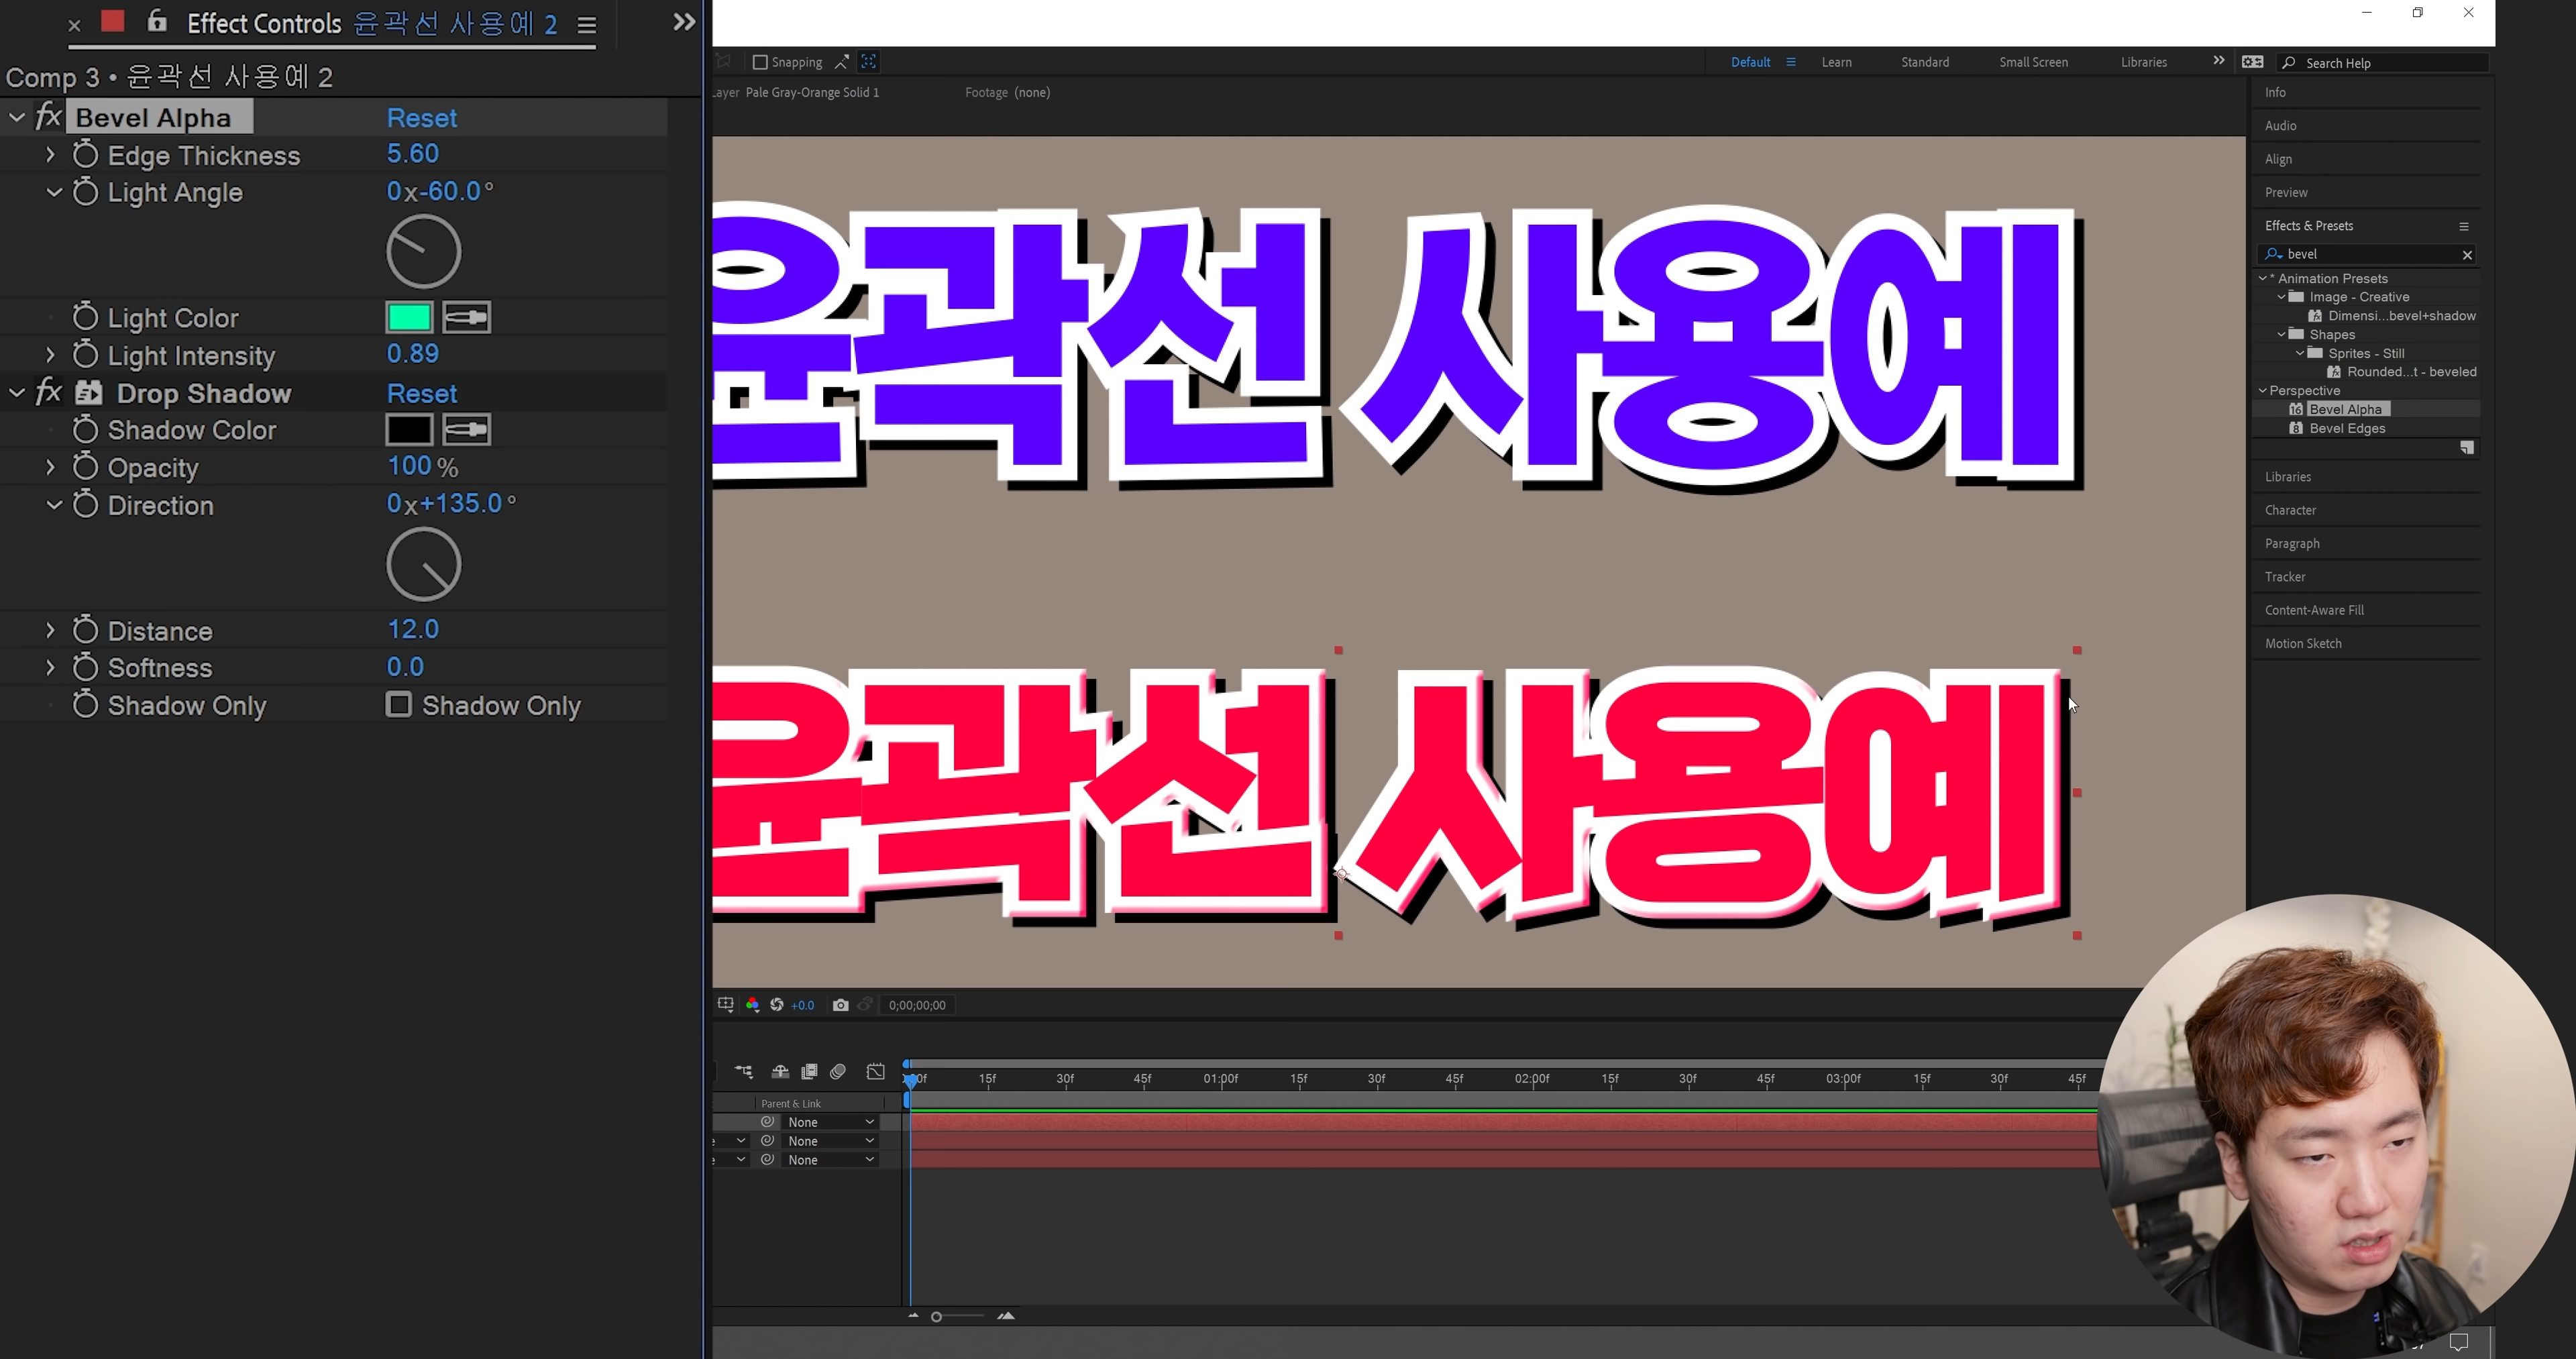 Effect Controls 윤곽선 사용예 2
Comp 3 • 윤곽선 사용예 2
fx Bevel Alpha Reset
Edge Thickness 5.60
Light Angle 0x-60.0°
Light Color
Light Intensity 0.89
fx Drop Shadow Reset
Shadow Color
Opacity 100 %
Direction 0x+135.0°
Distance 12.0
Softness 0.0
Shadow Only Shadow Only
Snapping
Default Learn Standard Small Screen Libraries
Search Help
Layer Pale Gray-Orange Solid 1 Footage (none)
윤곽선 사용예
윤곽선 사용예
Info
Audio
Align
Preview
Effects & Presets
bevel
* Animation Presets
Image - Creative
Dimensi...bevel+shadow
Shapes
Sprites - Still
Rounded...t - beveled
Perspective
16 Bevel Alpha
8 Bevel Edges
Libraries
Character
Paragraph
Tracker
Content-Aware Fill
Motion Sketch
+0.0 0;00;00;00
15f 30f 45f 01:00f 15f 30f 45f 02:00f 15f 30f 45f 03:00f 15f 30f 45f
Parent & Link
None
None
None